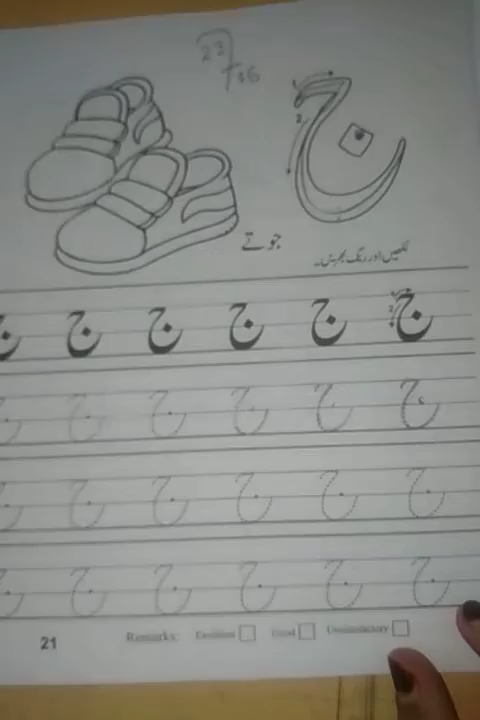 ج
جوتے
لکھیں اور رنگ بھریں۔
ج ج ج ج ج ج
ج ج ج ج ج ج
ج ج ج ج ج ج
ج ج ج ج ج ج
21 Remarks: Excellent Good Unsatisfactory